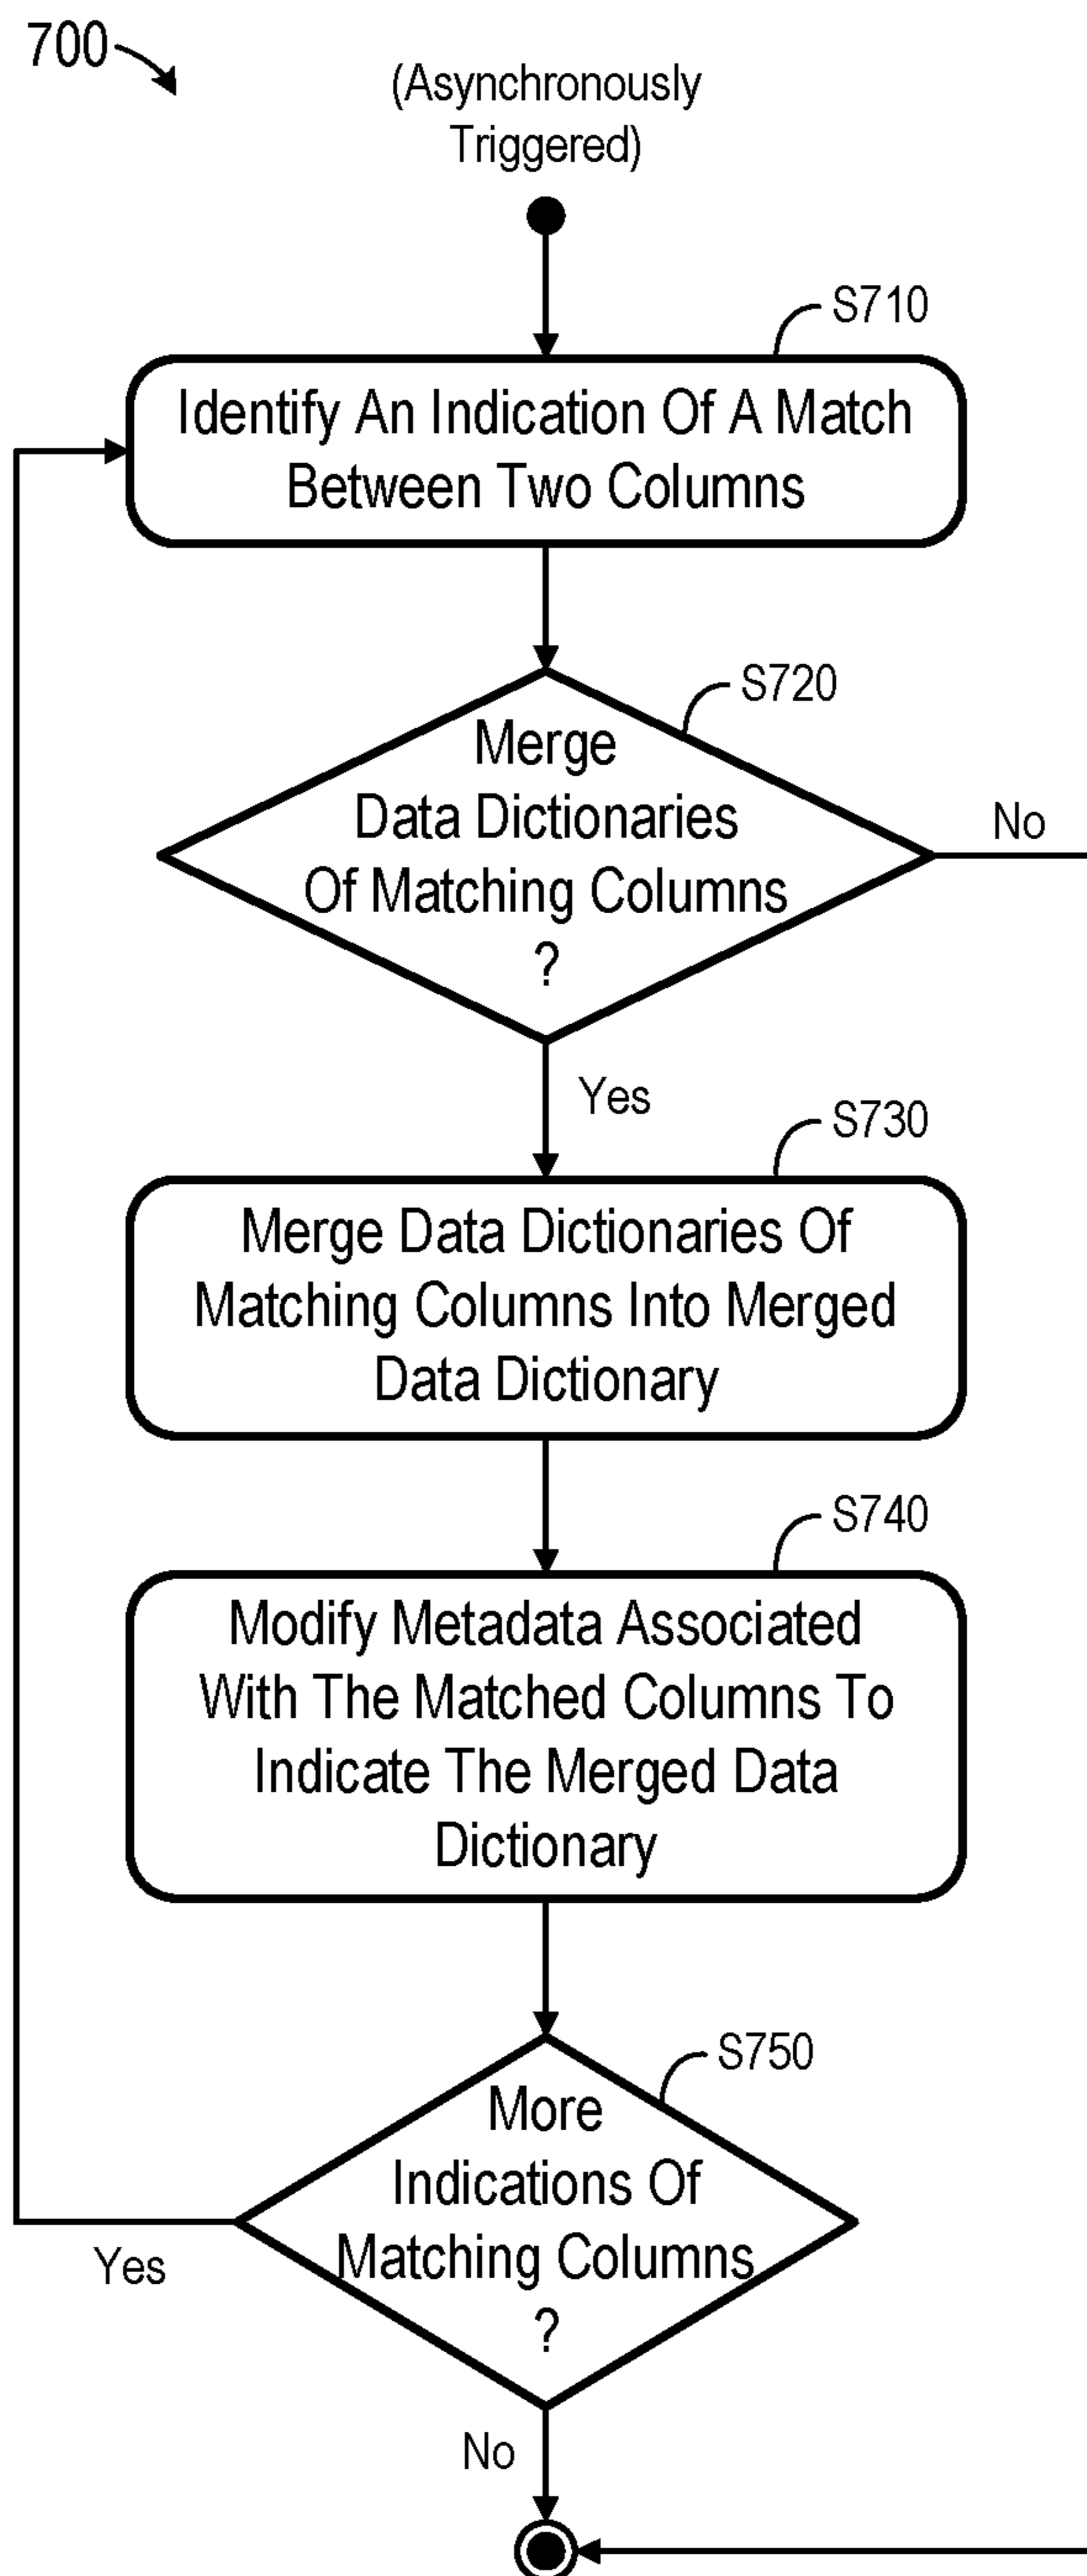 700
(Asynchronously
Triggered)
S710
Identify An Indication Of A Match
Between Two Columns
S720
Merge
Data Dictionaries
Of Matching Columns
?
No
Yes
S730
Merge Data Dictionaries Of
Matching Columns Into Merged
Data Dictionary
S740
Modify Metadata Associated
With The Matched Columns To
Indicate The Merged Data
Dictionary
S750
More
Indications Of
Matching Columns
?
Yes
No